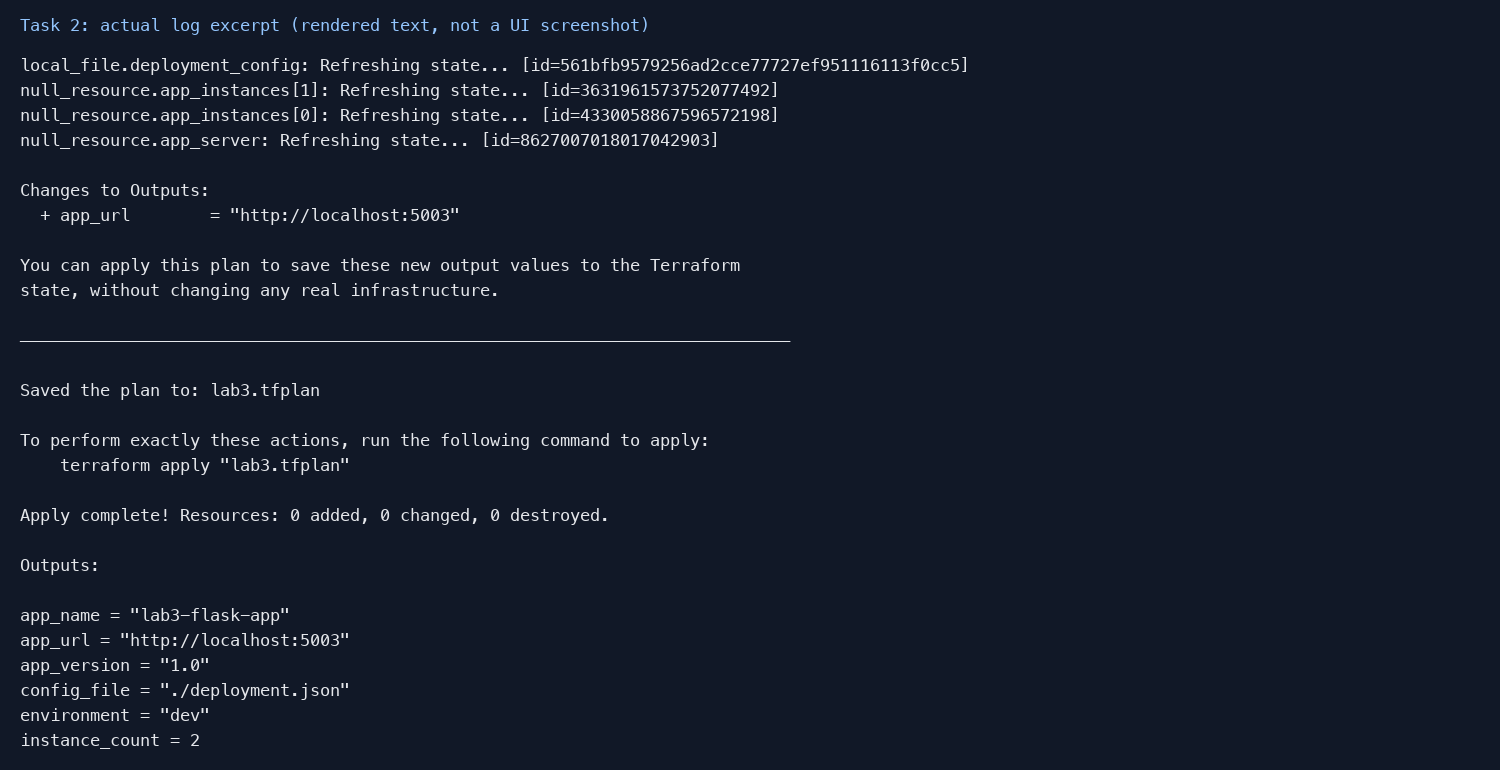 Task 2: actual log excerpt (rendered text, not a UI screenshot)
local_file.deployment_config: Refreshing state... [id=561bfb9579256ad2cce77727ef951116113f0cc5]
null_resource.app_instances[1]: Refreshing state... [id=3631961573752077492]
null_resource.app_instances[0]: Refreshing state... [id=4330058867596572198]
null_resource.app_server: Refreshing state... [id=8627007018017042903]
Changes to Outputs:
  + app_url        = "http://localhost:5003"
You can apply this plan to save these new output values to the Terraform
state, without changing any real infrastructure.
Saved the plan to: lab3.tfplan
To perform exactly these actions, run the following command to apply:
    terraform apply "lab3.tfplan"
Apply complete! Resources: 0 added, 0 changed, 0 destroyed.
Outputs:
app_name = "lab3-flask-app"
app_url = "http://localhost:5003"
app_version = "1.0"
config_file = "./deployment.json"
environment = "dev"
instance_count = 2